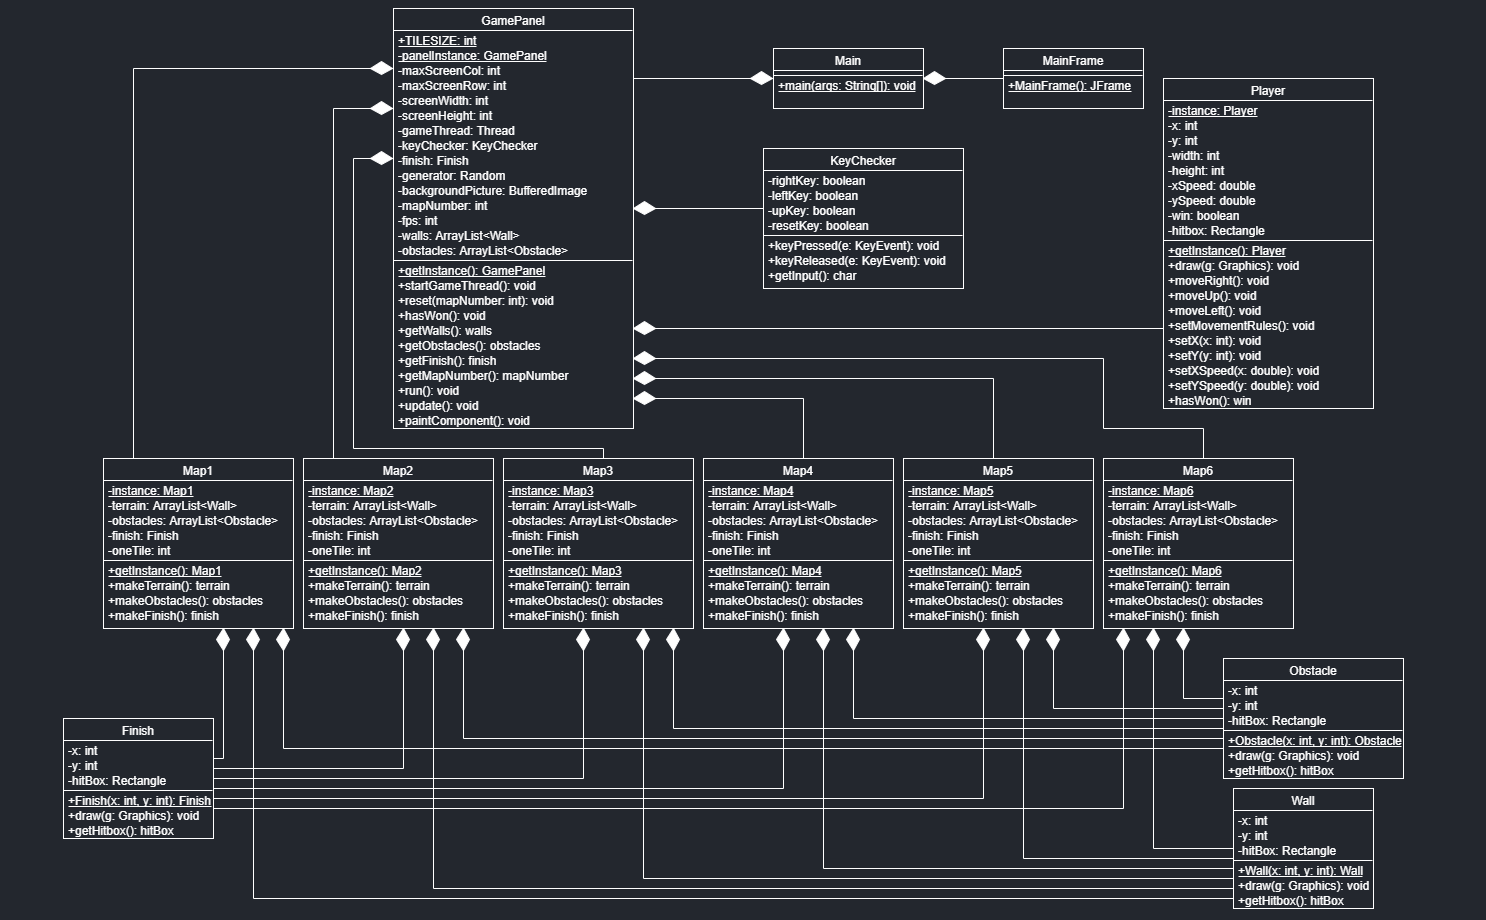 GamePanel
+TILESIZE: int
-panelInstance: GamePanel
-maxScreenCol: int
-maxScreenRow: int
-screenWidth: int
-screenHeight: int
-gameThread: Thread
-keyChecker: KeyChecker
-finish: Finish
-generator: Random
-backgroundPicture: BufferedImage
-mapNumber: int
-fps: int
-walls: ArrayList<Wall>
-obstacles: ArrayList<Obstacle>
+getInstance(): GamePanel
+startGameThread(): void
+reset(mapNumber: int): void
+hasWon(): void
+getWalls(): walls
+getObstacles(): obstacles
+getFinish(): finish
+getMapNumber(): mapNumber
+run(): void
+update(): void
+paintComponent(): void
Main
+main(args: String[]): void
MainFrame
+MainFrame(): JFrame
KeyChecker
-rightKey: boolean
-leftKey: boolean
-upKey: boolean
-resetKey: boolean
+keyPressed(e: KeyEvent): void
+keyReleased(e: KeyEvent): void
+getInput(): char
Player
-instance: Player
-x: int
-y: int
-width: int
-height: int
-xSpeed: double
-ySpeed: double
-win: boolean
-hitbox: Rectangle
+getInstance(): Player
+draw(g: Graphics): void
+moveRight(): void
+moveUp(): void
+moveLeft(): void
+setMovementRules(): void
+setX(x: int): void
+setY(y: int): void
+setXSpeed(x: double): void
+setYSpeed(y: double): void
+hasWon(): win
Map1
-instance: Map1
-terrain: ArrayList<Wall>
-obstacles: ArrayList<Obstacle>
-finish: Finish
-oneTile: int
+getInstance(): Map1
+makeTerrain(): terrain
+makeObstacles(): obstacles
+makeFinish(): finish
Map2
-instance: Map2
-terrain: ArrayList<Wall>
-obstacles: ArrayList<Obstacle>
-finish: Finish
-oneTile: int
+getInstance(): Map2
+makeTerrain(): terrain
+makeObstacles(): obstacles
+makeFinish(): finish
Map3
-instance: Map3
-terrain: ArrayList<Wall>
-obstacles: ArrayList<Obstacle>
-finish: Finish
-oneTile: int
+getInstance(): Map3
+makeTerrain(): terrain
+makeObstacles(): obstacles
+makeFinish(): finish
Map4
-instance: Map4
-terrain: ArrayList<Wall>
-obstacles: ArrayList<Obstacle>
-finish: Finish
-oneTile: int
+getInstance(): Map4
+makeTerrain(): terrain
+makeObstacles(): obstacles
+makeFinish(): finish
Map5
-instance: Map5
-terrain: ArrayList<Wall>
-obstacles: ArrayList<Obstacle>
-finish: Finish
-oneTile: int
+getInstance(): Map5
+makeTerrain(): terrain
+makeObstacles(): obstacles
+makeFinish(): finish
Map6
-instance: Map6
-terrain: ArrayList<Wall>
-obstacles: ArrayList<Obstacle>
-finish: Finish
-oneTile: int
+getInstance(): Map6
+makeTerrain(): terrain
+makeObstacles(): obstacles
+makeFinish(): finish
Finish
-x: int
-y: int
-hitBox: Rectangle
+Finish(x: int, y: int): Finish
+draw(g: Graphics): void
+getHitbox(): hitBox
Obstacle
-x: int
-y: int
-hitBox: Rectangle
+Obstacle(x: int, y: int): Obstacle
+draw(g: Graphics): void
+getHitbox(): hitBox
Wall
-x: int
-y: int
-hitBox: Rectangle
+Wall(x: int, y: int): Wall
+draw(g: Graphics): void
+getHitbox(): hitBox